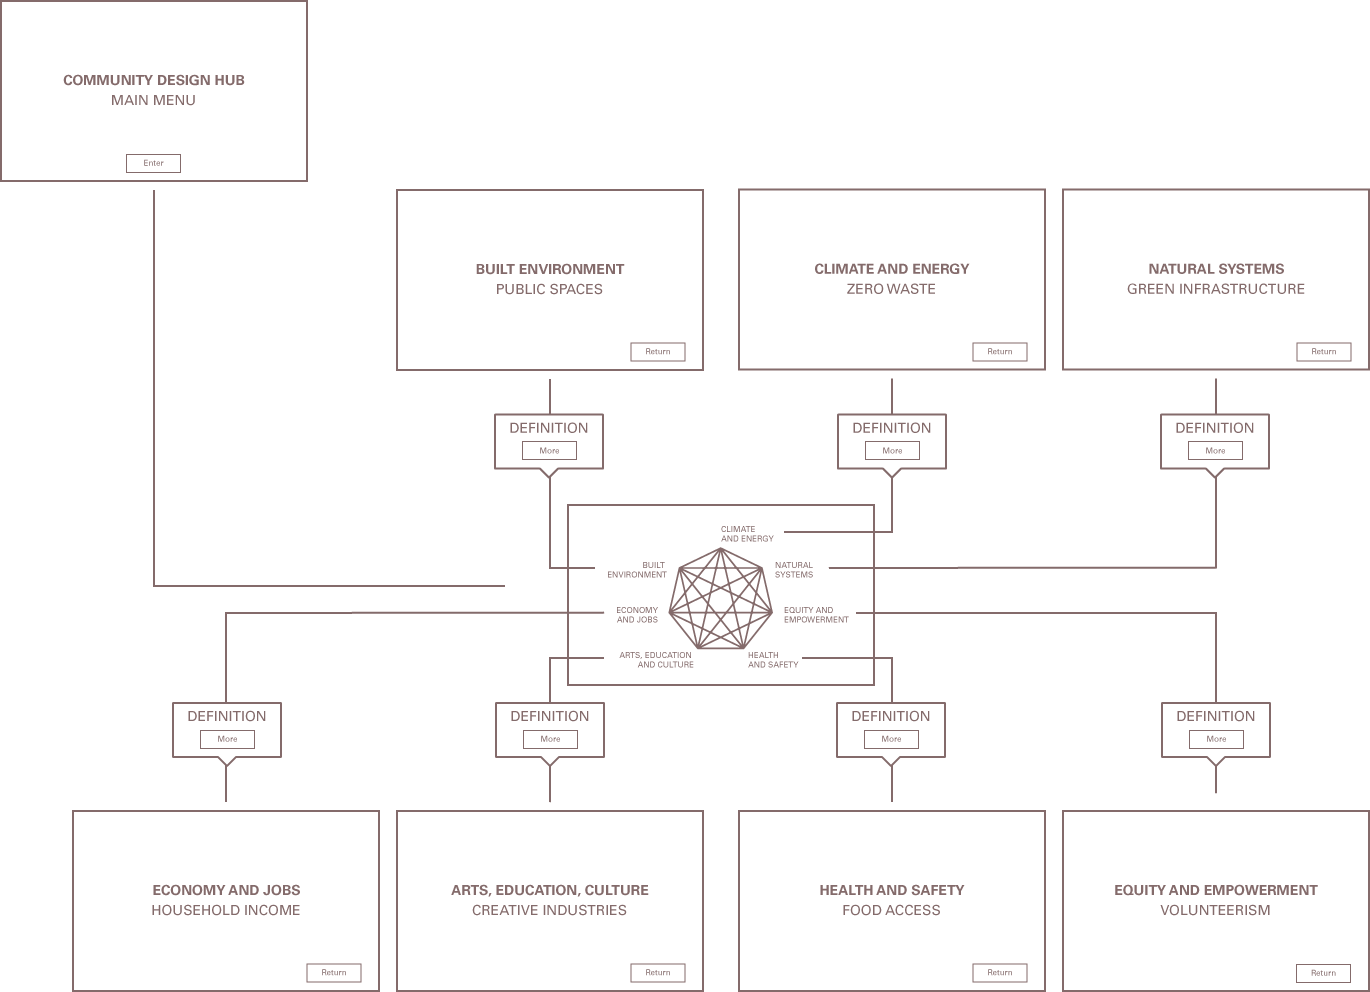 COMMUNITY DESIGN HUB
MAIN MENU
Enter
BUILT ENVIRONMENT
PUBLIC SPACES
Return
CLIMATE AND ENERGY
ZERO WASTE
Return
NATURAL SYSTEMS
GREEN INFRASTRUCTURE
Return
DEFINITION
More
DEFINITION
More
DEFINITION
More
CLIMATE
AND ENERGY
BUILT
ENVIRONMENT
NATURAL
SYSTEMS
ECONOMY
AND JOBS
EQUITY AND
EMPOWERMENT
ARTS, EDUCATION
AND CULTURE
HEALTH
AND SAFETY
DEFINITION
More
DEFINITION
More
DEFINITION
More
DEFINITION
More
ECONOMY AND JOBS
HOUSEHOLD INCOME
Return
ARTS, EDUCATION, CULTURE
CREATIVE INDUSTRIES
Return
HEALTH AND SAFETY
FOOD ACCESS
Return
EQUITY AND EMPOWERMENT
VOLUNTEERISM
Return